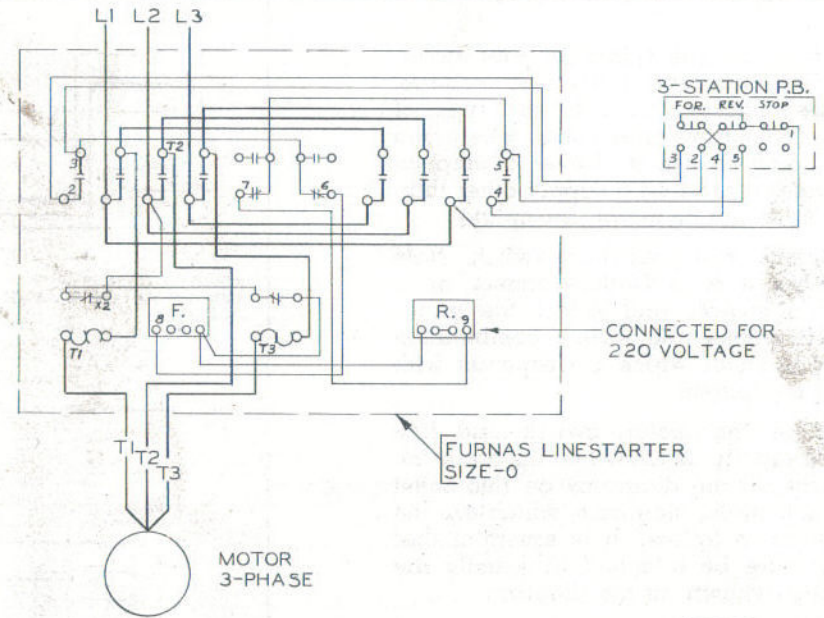 L1 L2 L3
3-STATION P.B.
FOR. REV. STOP
1
3 2 4 5
3 T2 5
2 7 6 4
X2
F. R.
8 9
T1 T3
CONNECTED FOR
220 VOLTAGE
FURNAS LINESTARTER
SIZE-0
T1
T2
T3
MOTOR
3-PHASE